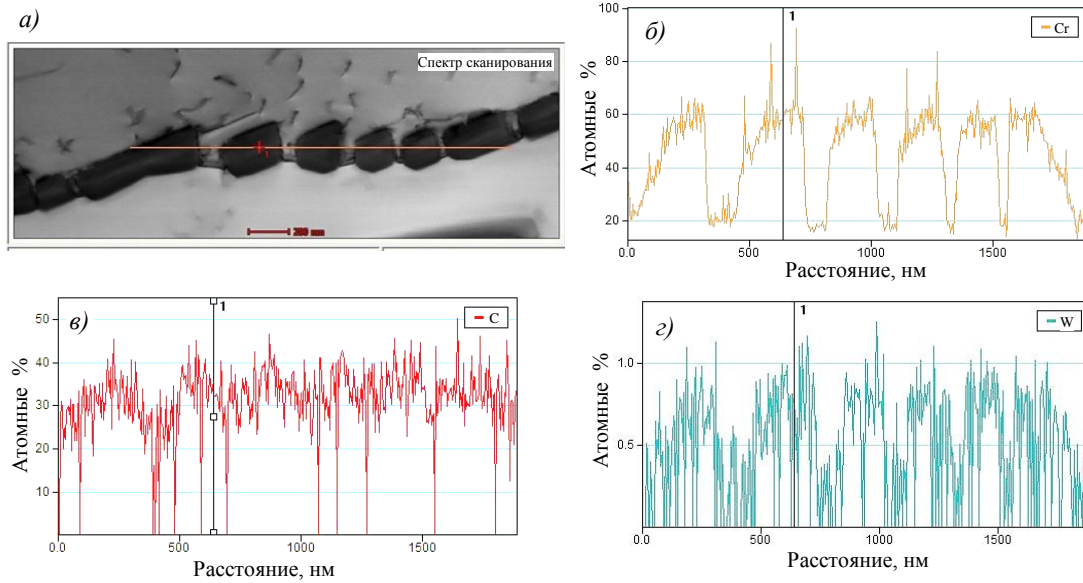 а)
Спектр сканирования
1
200 nm
б)
1
Cr
Атомные %
100
80
60
40
20
0.0
500
1000
1500
Расстояние, нм
в)
1
C
Атомные %
50
40
30
20
10
0.0
500
1000
1500
Расстояние, нм
г)
1
W
Атомные %
1.0
0.5
0.0
500
1000
1500
Расстояние, нм